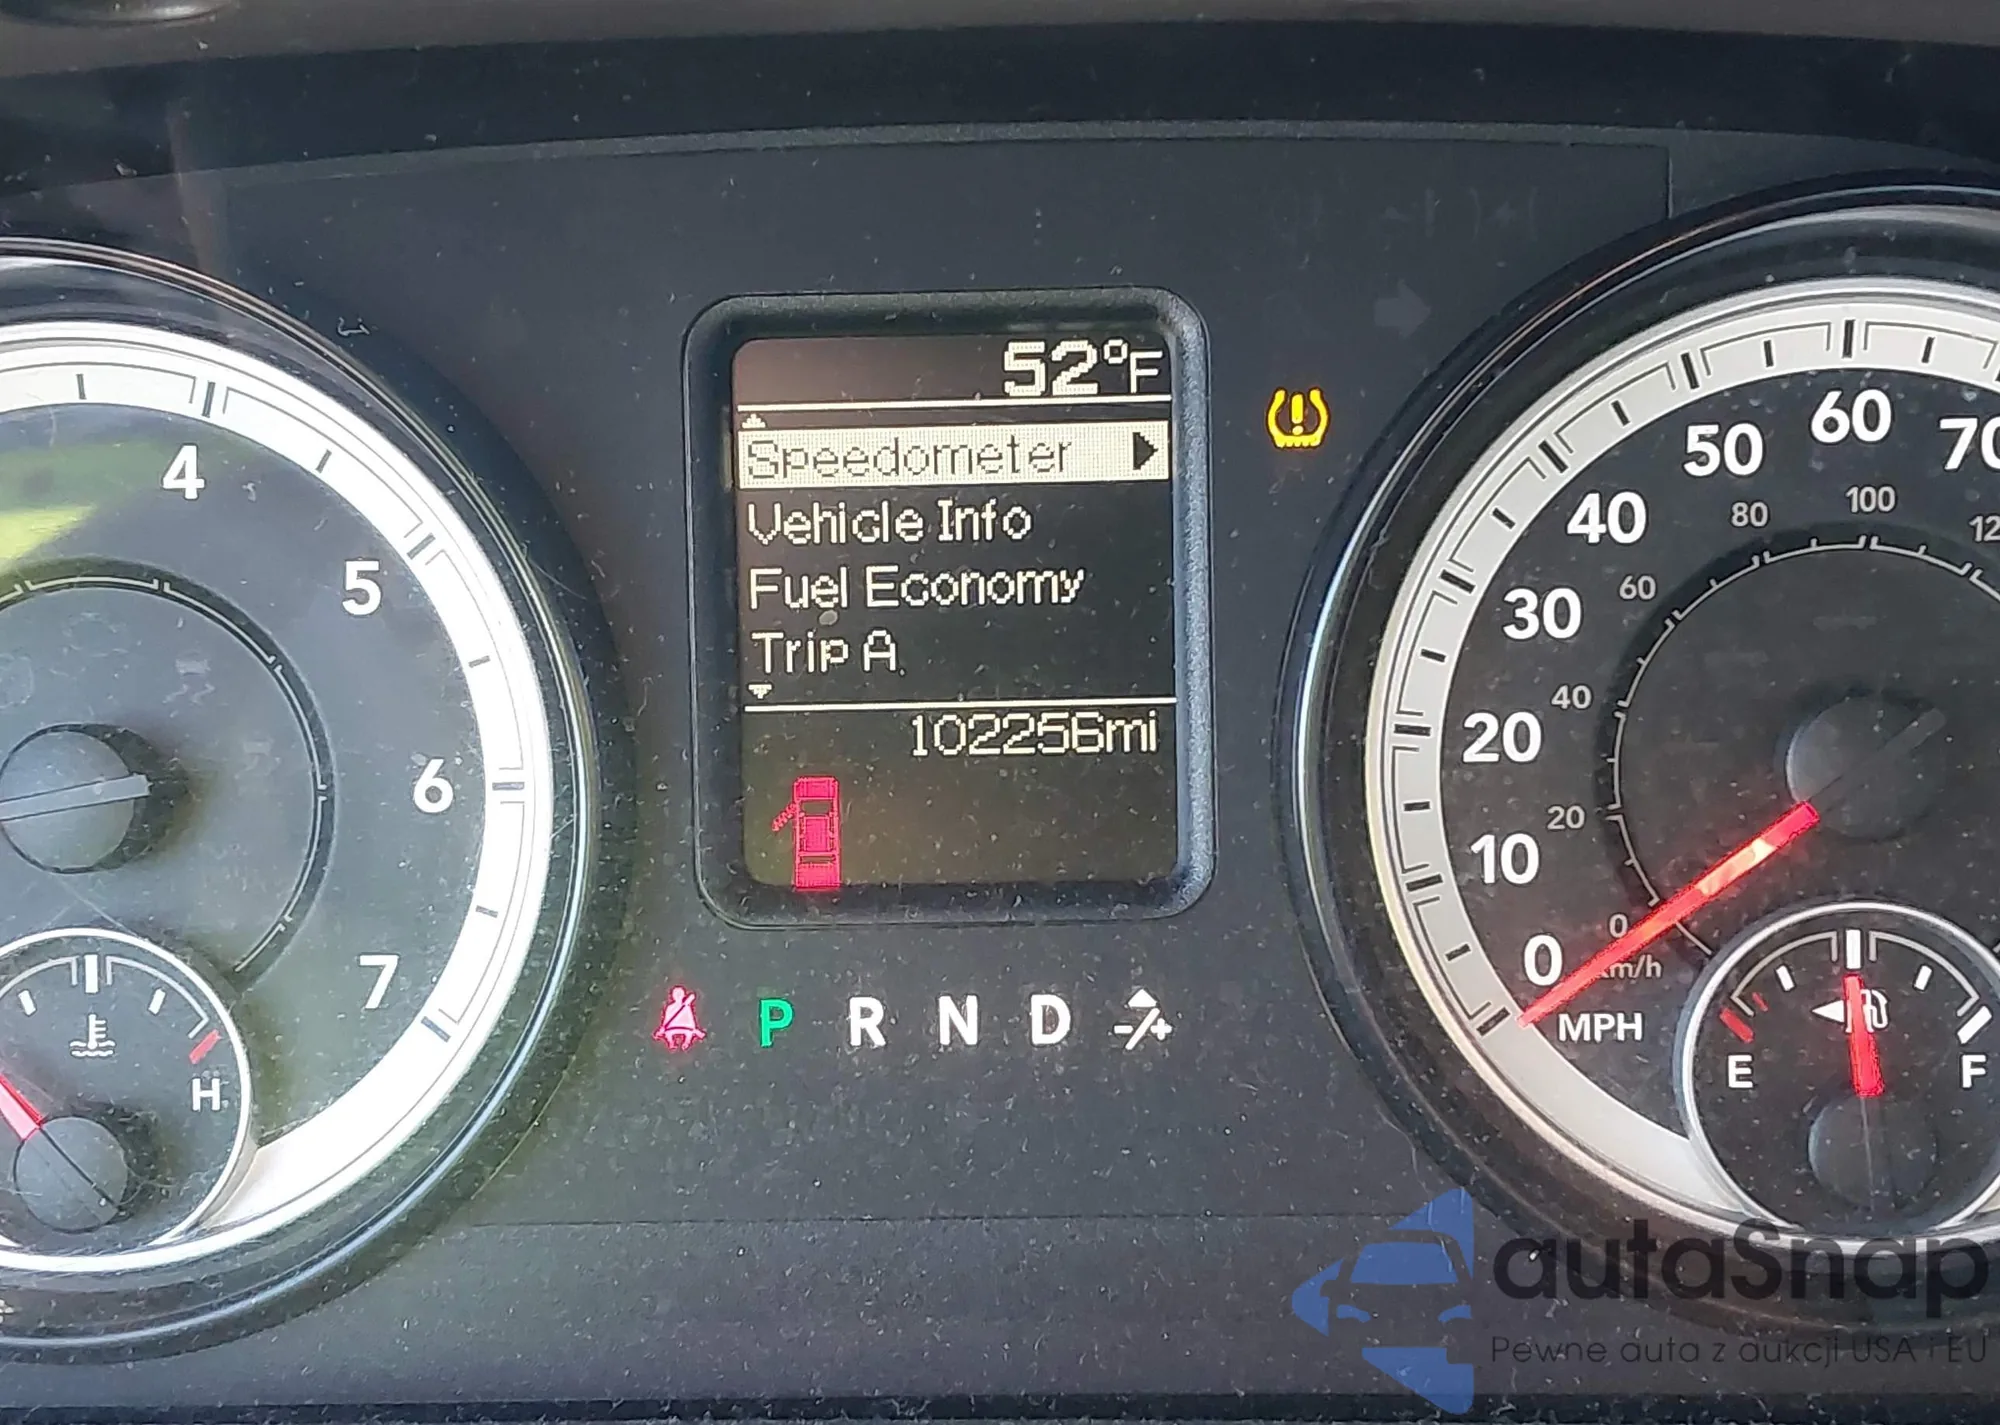 52°F
Speedometer
Vehicle Info
Fuel Economy
Trip A
102256mi
4
5
6
7
H
P R N D -/+
0
10
20
30
40
50
60
70
0
20
40
60
80
100
12
km/h
MPH
E
F
autaSnap
Pewne auta z aukcji USA i EU